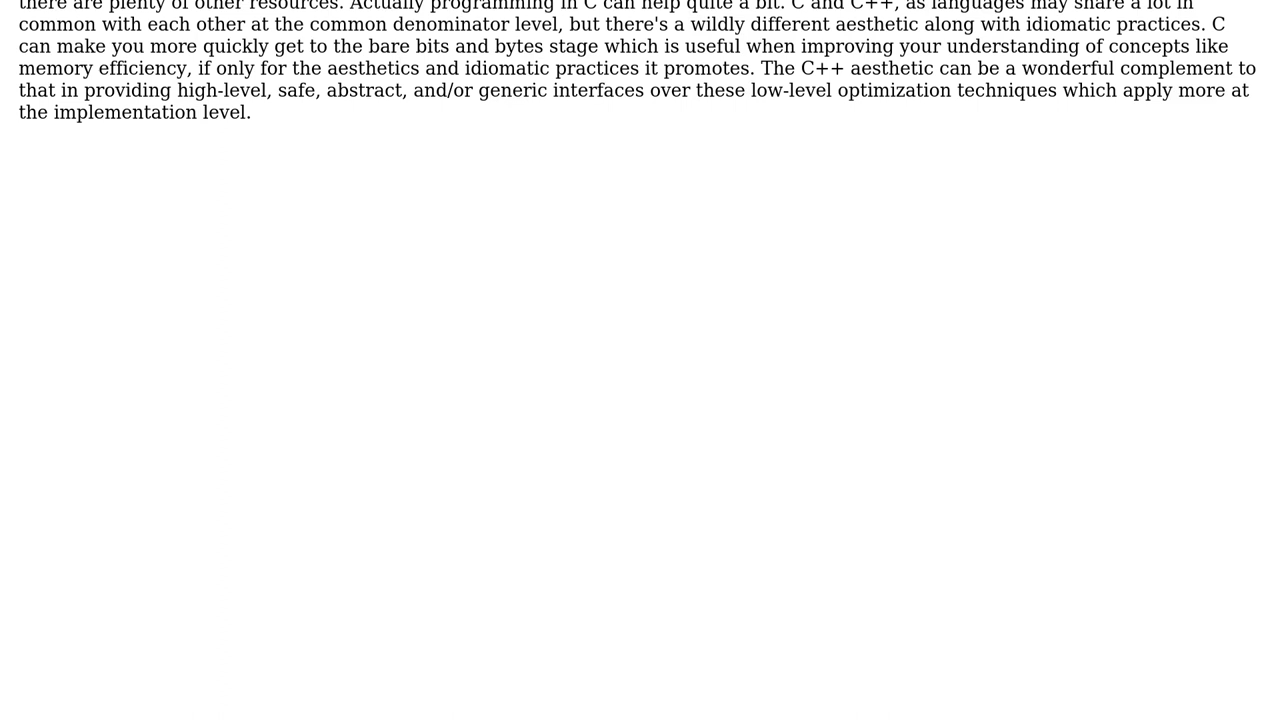 there are plenty of other resources. Actually programming in C can help quite a bit. C and C++, as languages may share a lot in
common with each other at the common denominator level, but there's a wildly different aesthetic along with idiomatic practices. C
can make you more quickly get to the bare bits and bytes stage which is useful when improving your understanding of concepts like
memory efficiency, if only for the aesthetics and idiomatic practices it promotes. The C++ aesthetic can be a wonderful complement to
that in providing high-level, safe, abstract, and/or generic interfaces over these low-level optimization techniques which apply more at
the implementation level.